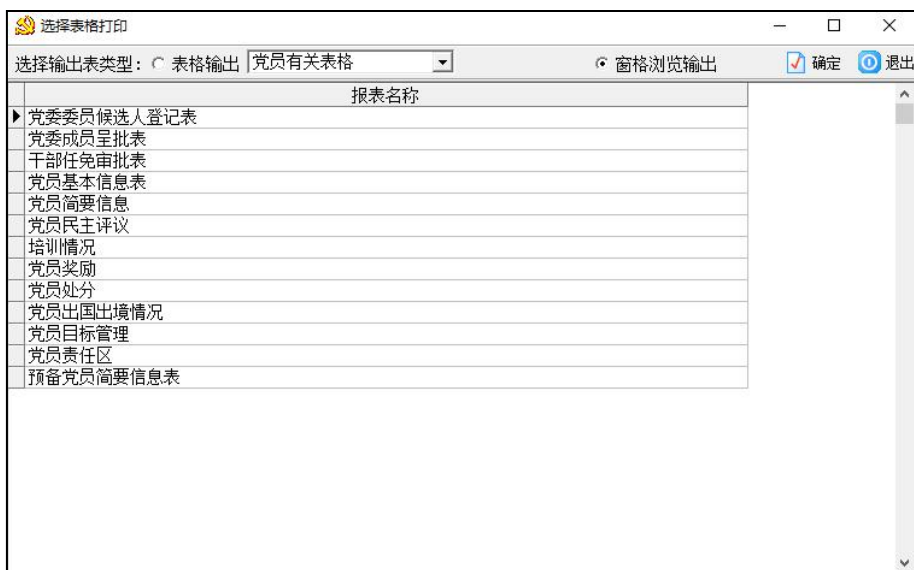 选择表格打印
选择输出表类型: 表格输出 党员有关表格 窗格浏览输出 确定 退出
报表名称
党委委员候选人登记表
党委成员呈批表
干部任免审批表
党员基本信息表
党员简要信息
党员民主评议
培训情况
党员奖励
党员处分
党员出国出境情况
党员目标管理
党员责任区
预备党员简要信息表